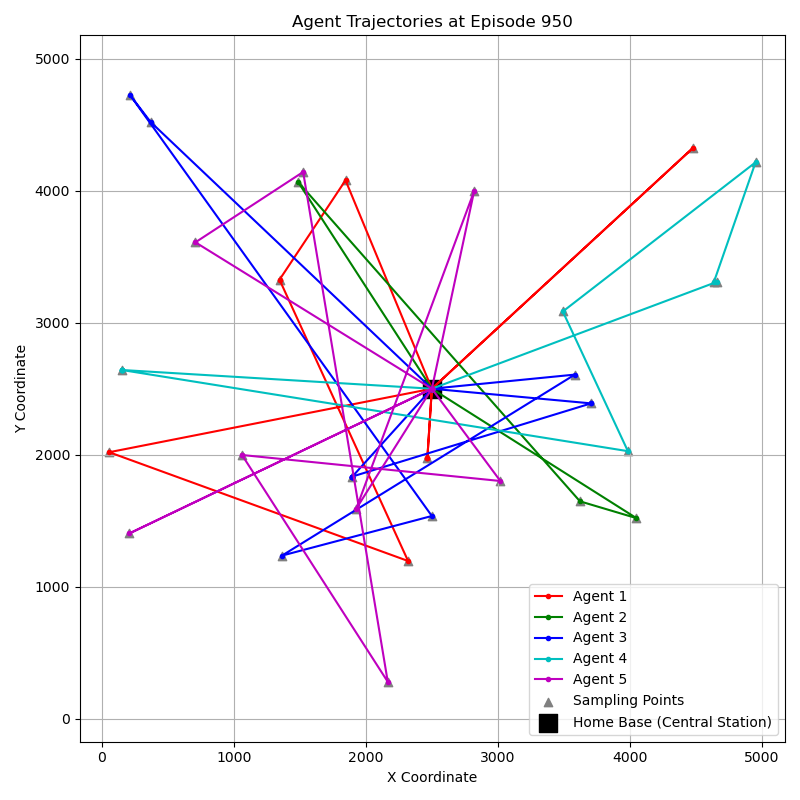 Agent Trajectories at Episode 950
Y Coordinate
5000
4000
3000
2000
1000
0
0 1000 2000 3000 4000 5000
X Coordinate
Agent 1
Agent 2
Agent 3
Agent 4
Agent 5
Sampling Points
Home Base (Central Station)